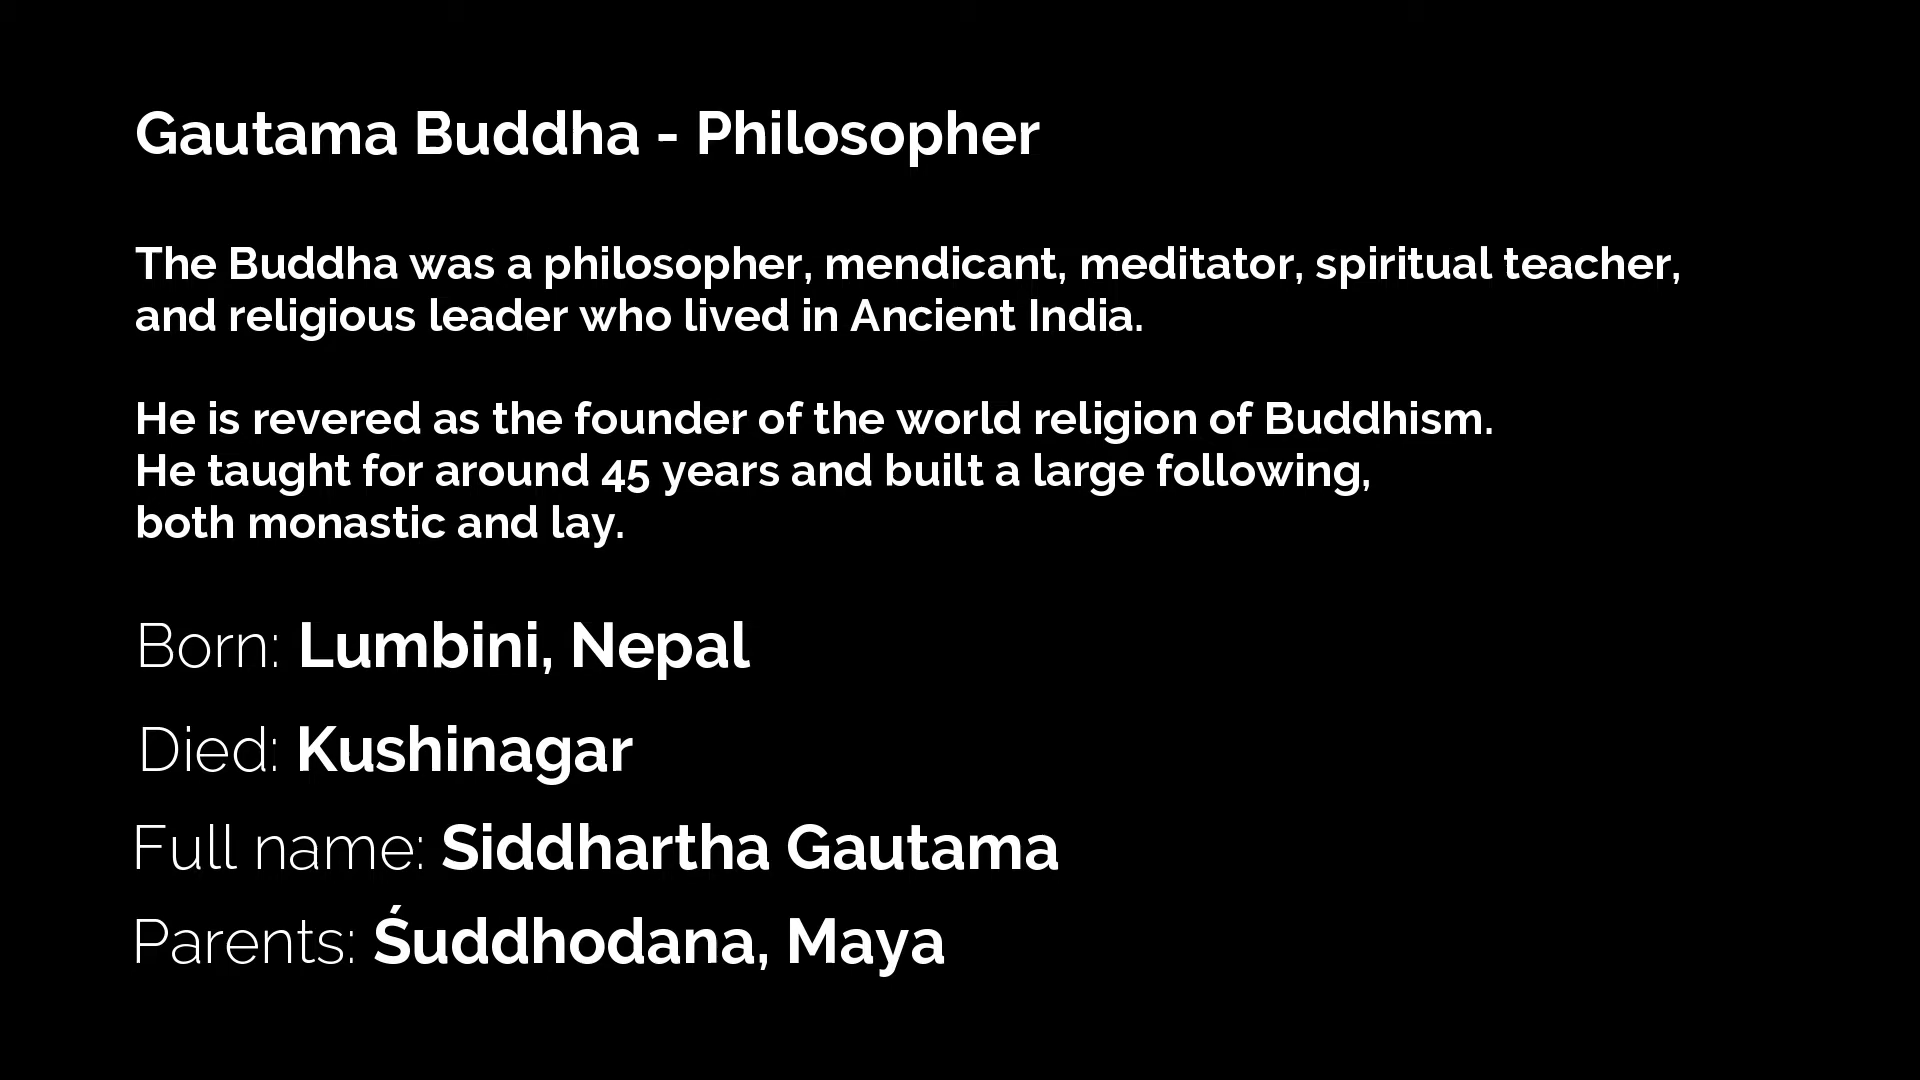 Gautama Buddha - Philosopher
The Buddha was a philosopher, mendicant, meditator, spiritual teacher,
and religious leader who lived in Ancient India.
He is revered as the founder of the world religion of Buddhism.
He taught for around 45 years and built a large following,
both monastic and lay.
Born: Lumbini, Nepal
Died: Kushinagar
Full name: Siddhartha Gautama
Parents: Śuddhodana, Maya